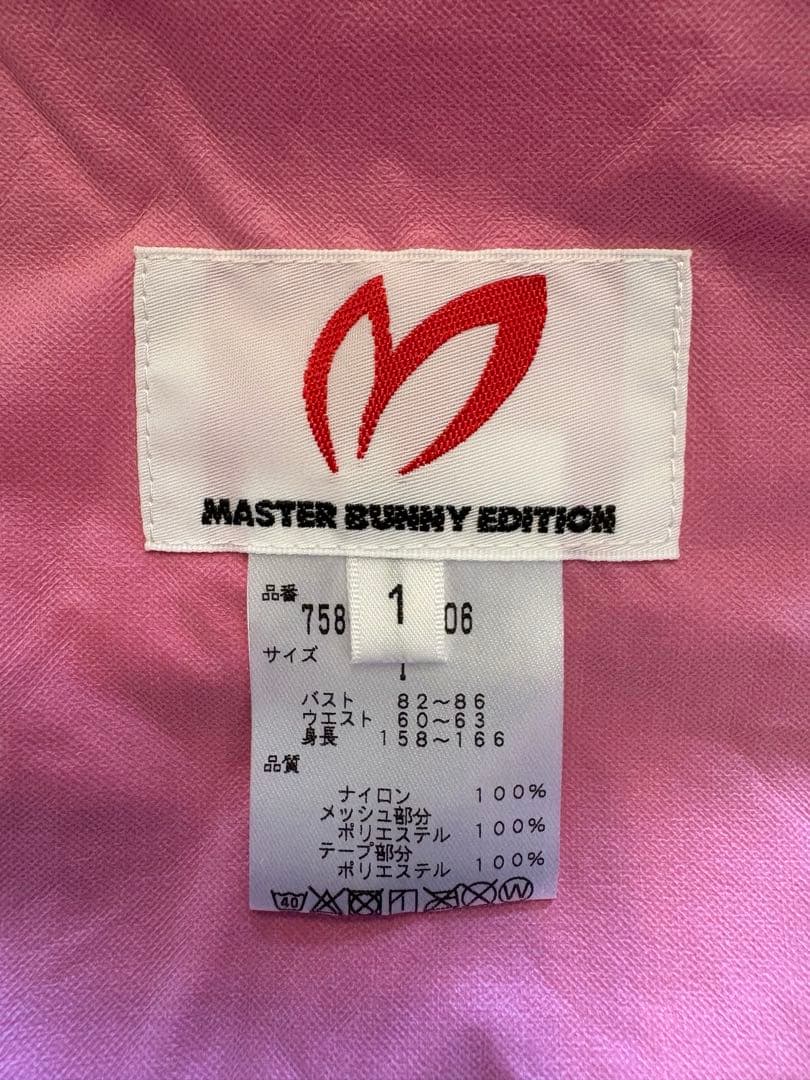 MASTER BUNNY EDITION
1
品番
758 06
サイズ
バスト 82~86
ウエスト 60~63
身長 158~166
品質
ナイロン 100%
メッシュ部分
ポリエステル 100%
テープ部分
ポリエステル 100%
40
W